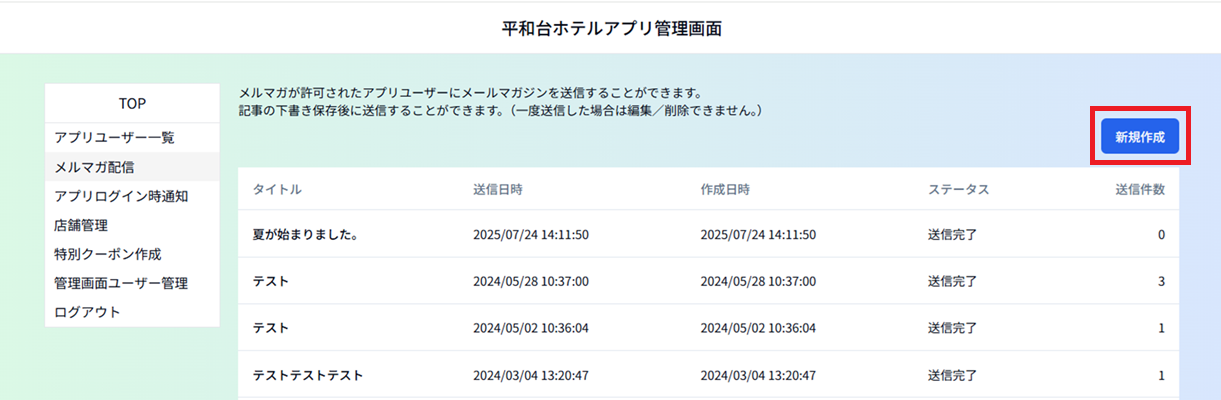 平和台ホテルアプリ管理画面
TOP
アプリユーザー一覧
メルマガ配信
アプリログイン時通知
店舗管理
特別クーポン作成
管理画面ユーザー管理
ログアウト
メルマガが許可されたアプリユーザーにメールマガジンを送信することができます。
記事の下書き保存後に送信することができます。（一度送信した場合は編集／削除できません。）
新規作成
タイトル 送信日時 作成日時 ステータス 送信件数
夏が始まりました。 2025/07/24 14:11:50 2025/07/24 14:11:50 送信完了 0
テスト 2024/05/28 10:37:00 2024/05/28 10:37:00 送信完了 3
テスト 2024/05/02 10:36:04 2024/05/02 10:36:04 送信完了 1
テストテストテスト 2024/03/04 13:20:47 2024/03/04 13:20:47 送信完了 1